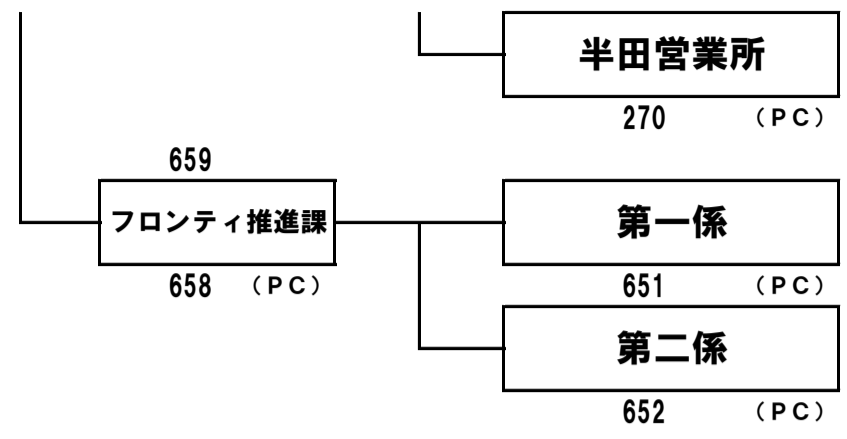 半田営業所
270 (PC)
659
フロンティ推進課
658 (PC)
第一係
651 (PC)
第二係
652 (PC)